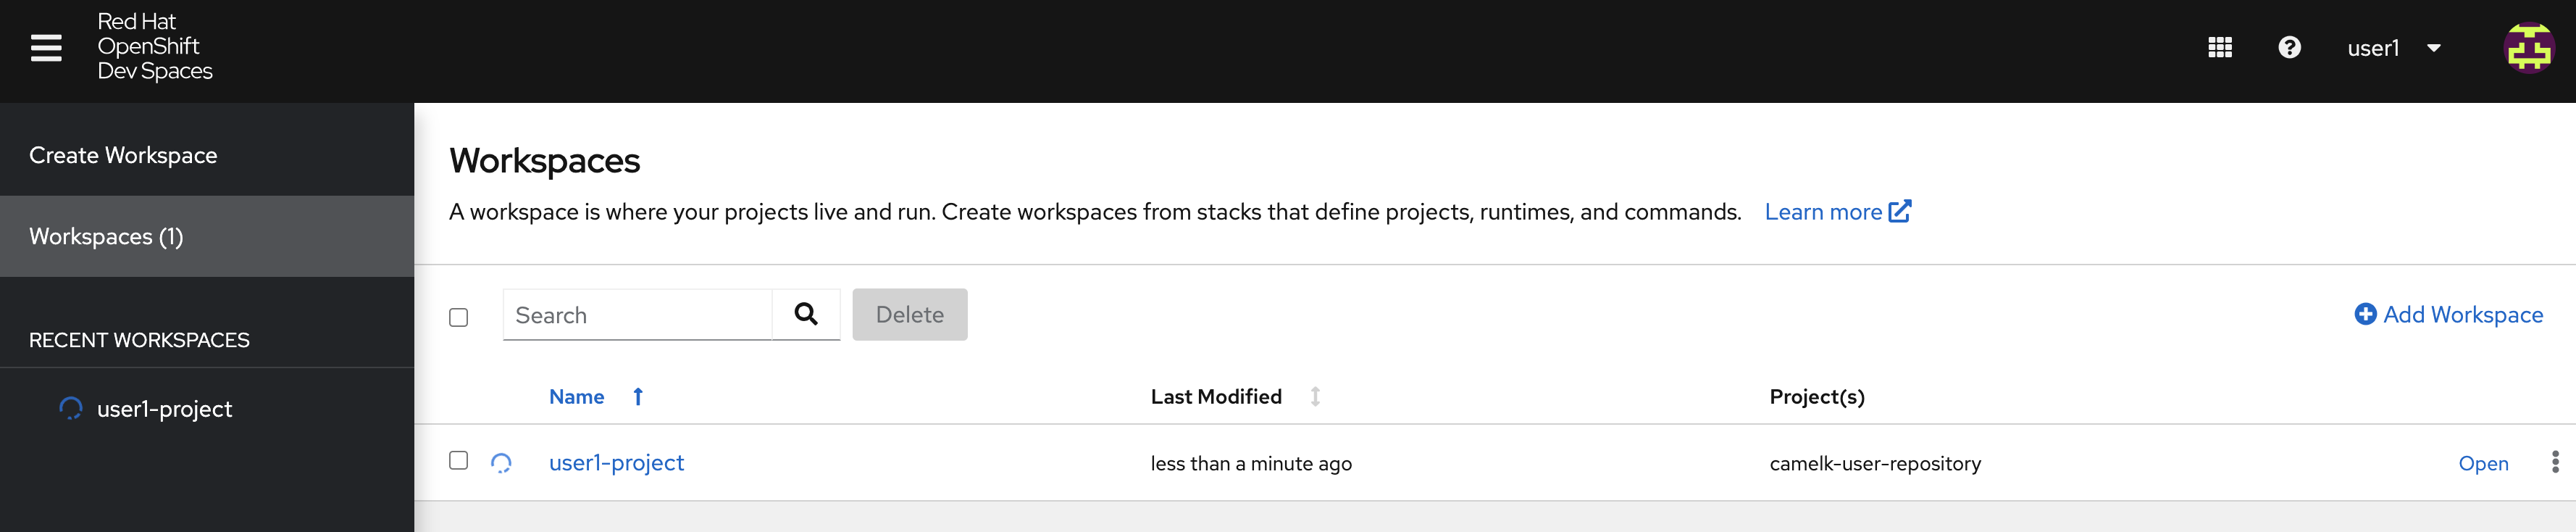 Red Hat
OpenShift
Dev Spaces
user1
Create Workspace
Workspaces (1)
RECENT WORKSPACES
user1-project
Workspaces
A workspace is where your projects live and run. Create workspaces from stacks that define projects, runtimes, and commands. Learn more
Search
Delete
Add Workspace
Name Last Modified Project(s)
user1-project less than a minute ago camelk-user-repository Open